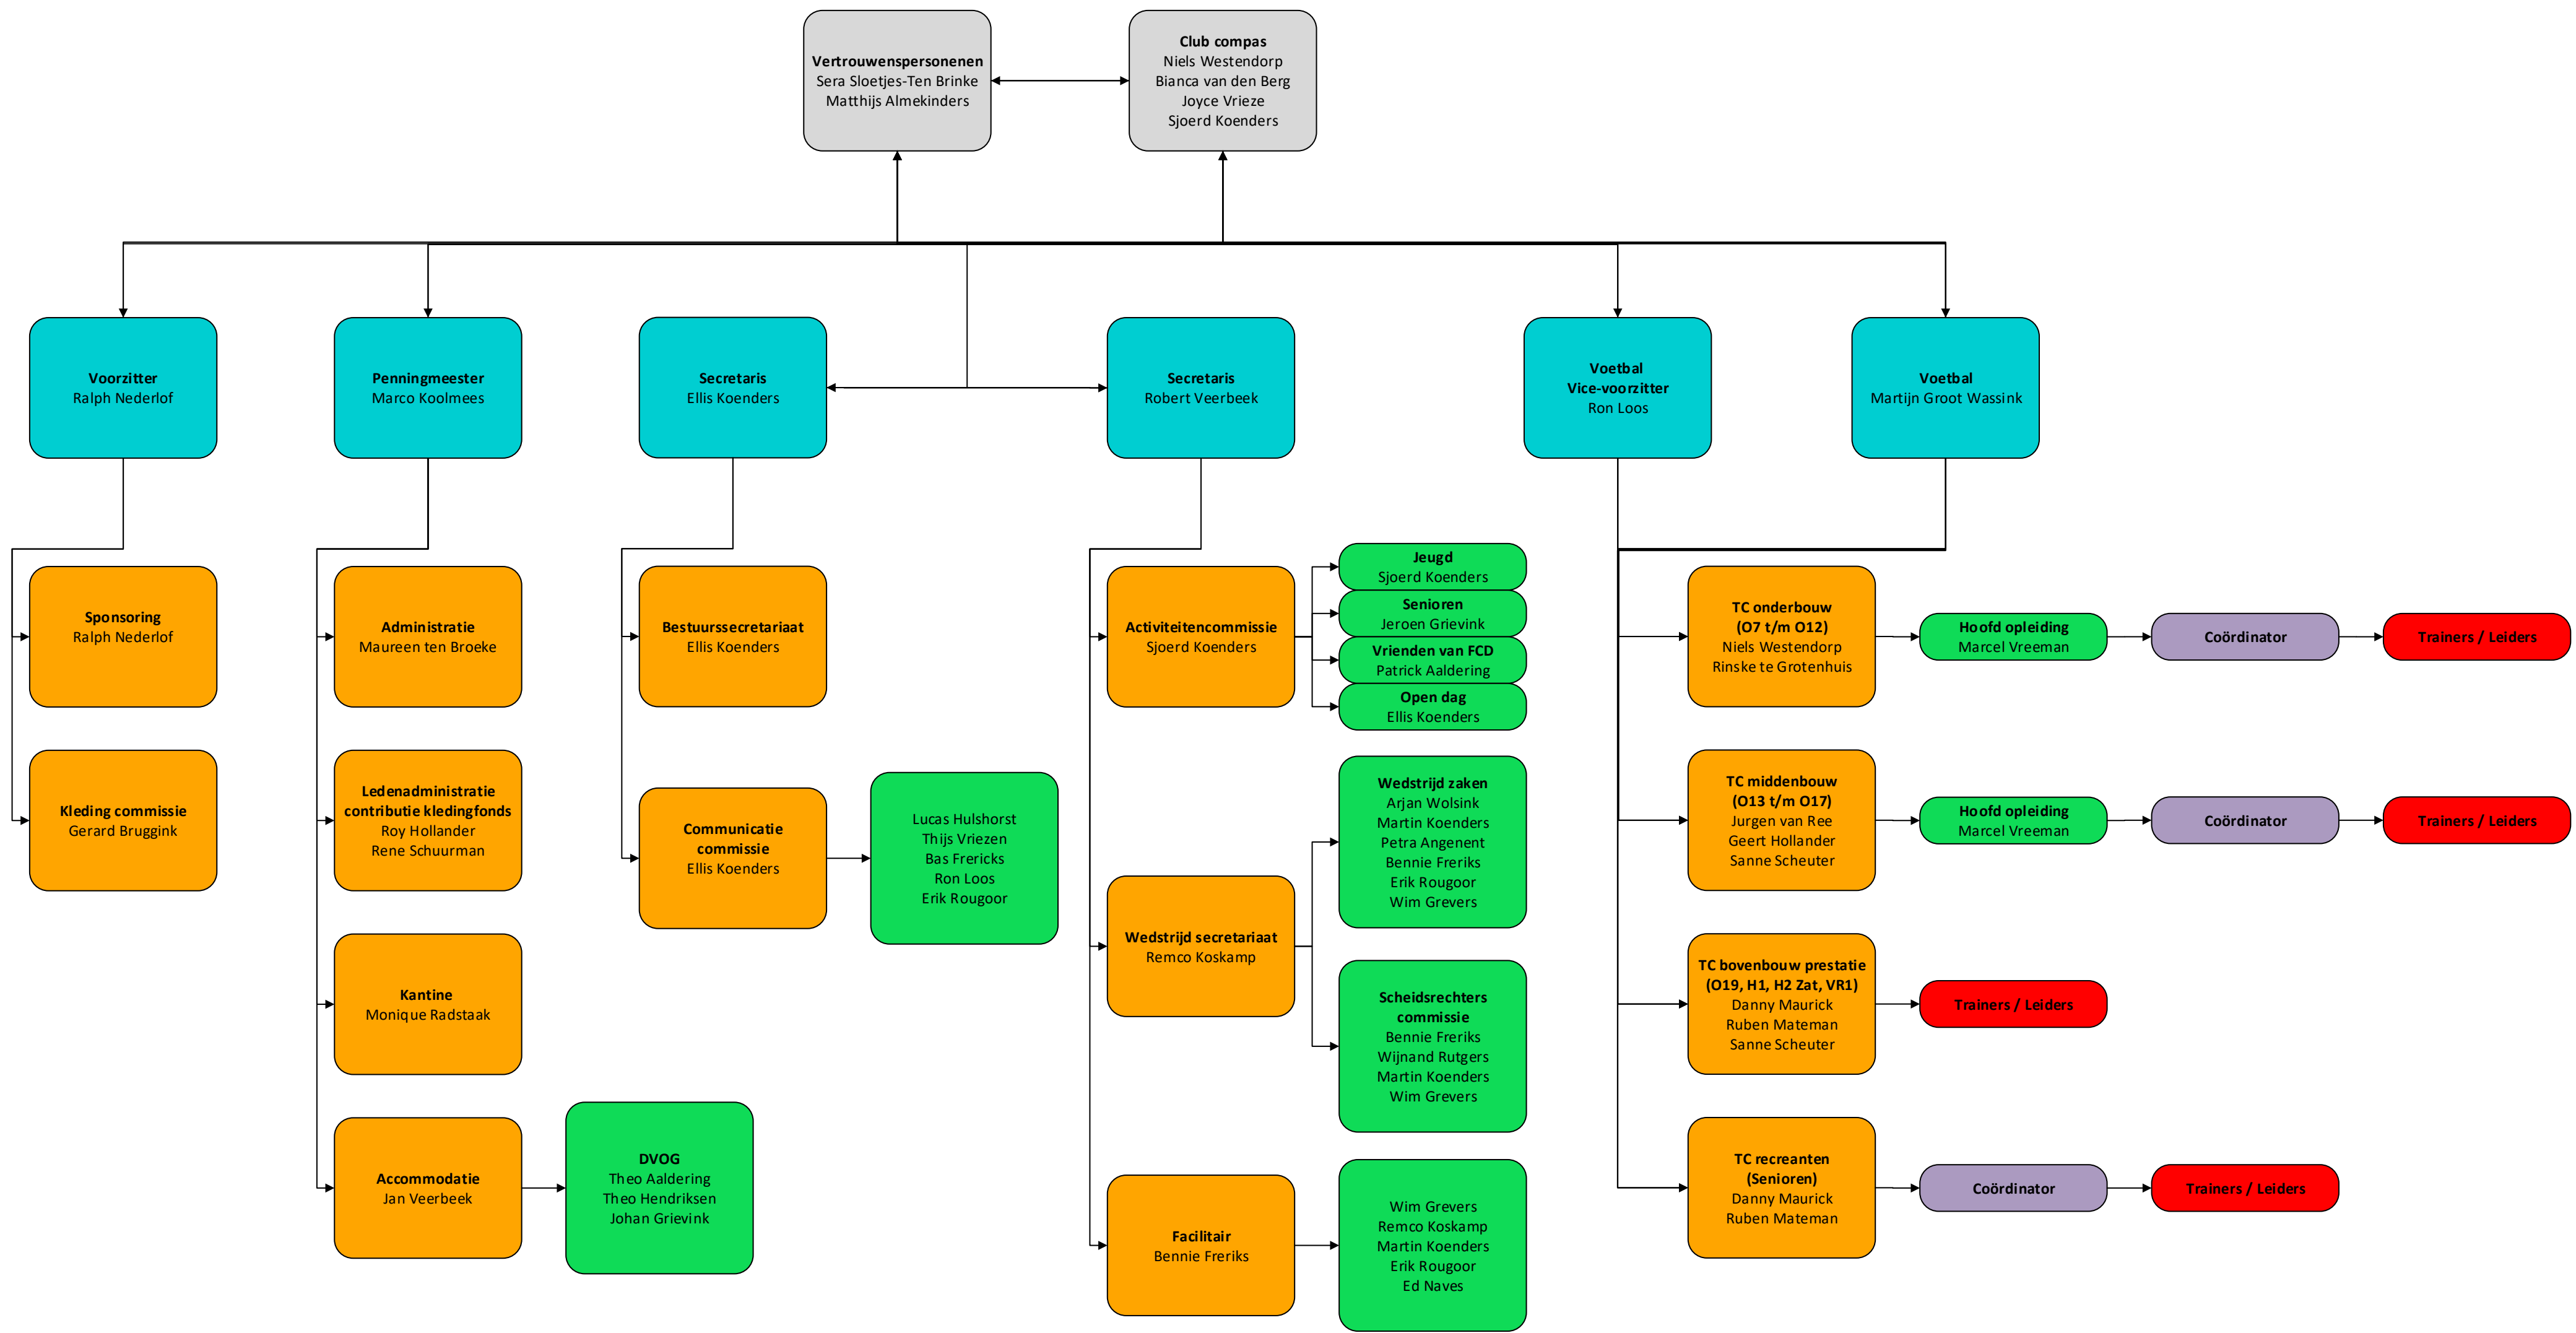 Vertrouwenspersonenen
Sera Sloetjes-Ten Brinke
Matthijs Almekinders
Club compas
Niels Westendorp
Bianca van den Berg
Joyce Vrieze
Sjoerd Koenders
Voorzitter
Ralph Nederlof
Penningmeester
Marco Koolmees
Secretaris
Ellis Koenders
Secretaris
Robert Veerbeek
Voetbal
Vice-voorzitter
Ron Loos
Voetbal
Martijn Groot Wassink
Sponsoring
Ralph Nederlof
Kleding commissie
Gerard Bruggink
Administratie
Maureen ten Broeke
Ledenadministratie
contributie kledingfonds
Roy Hollander
Rene Schuurman
Kantine
Monique Radstaak
Accommodatie
Jan Veerbeek
DVOG
Theo Aaldering
Theo Hendriksen
Johan Grievink
Bestuurssecretariaat
Ellis Koenders
Communicatie
commissie
Ellis Koenders
Lucas Hulshorst
Thijs Vriezen
Bas Frericks
Ron Loos
Erik Rougoor
Activiteitencommissie
Sjoerd Koenders
Jeugd
Sjoerd Koenders
Senioren
Jeroen Grievink
Vrienden van FCD
Patrick Aaldering
Open dag
Ellis Koenders
Wedstrijd secretariaat
Remco Koskamp
Wedstrijd zaken
Arjan Wolsink
Martin Koenders
Petra Angenent
Bennie Freriks
Erik Rougoor
Wim Grevers
Scheidsrechters
commissie
Bennie Freriks
Wijnand Rutgers
Martin Koenders
Wim Grevers
Facilitair
Bennie Freriks
Wim Grevers
Remco Koskamp
Martin Koenders
Erik Rougoor
Ed Naves
TC onderbouw
(O7 t/m O12)
Niels Westendorp
Rinske te Grotenhuis
Hoofd opleiding
Marcel Vreeman
Coördinator
Trainers / Leiders
TC middenbouw
(O13 t/m O17)
Jurgen van Ree
Geert Hollander
Sanne Scheuter
Hoofd opleiding
Marcel Vreeman
Coördinator
Trainers / Leiders
TC bovenbouw prestatie
(O19, H1, H2 Zat, VR1)
Danny Maurick
Ruben Mateman
Sanne Scheuter
Trainers / Leiders
TC recreanten
(Senioren)
Danny Maurick
Ruben Mateman
Coördinator
Trainers / Leiders